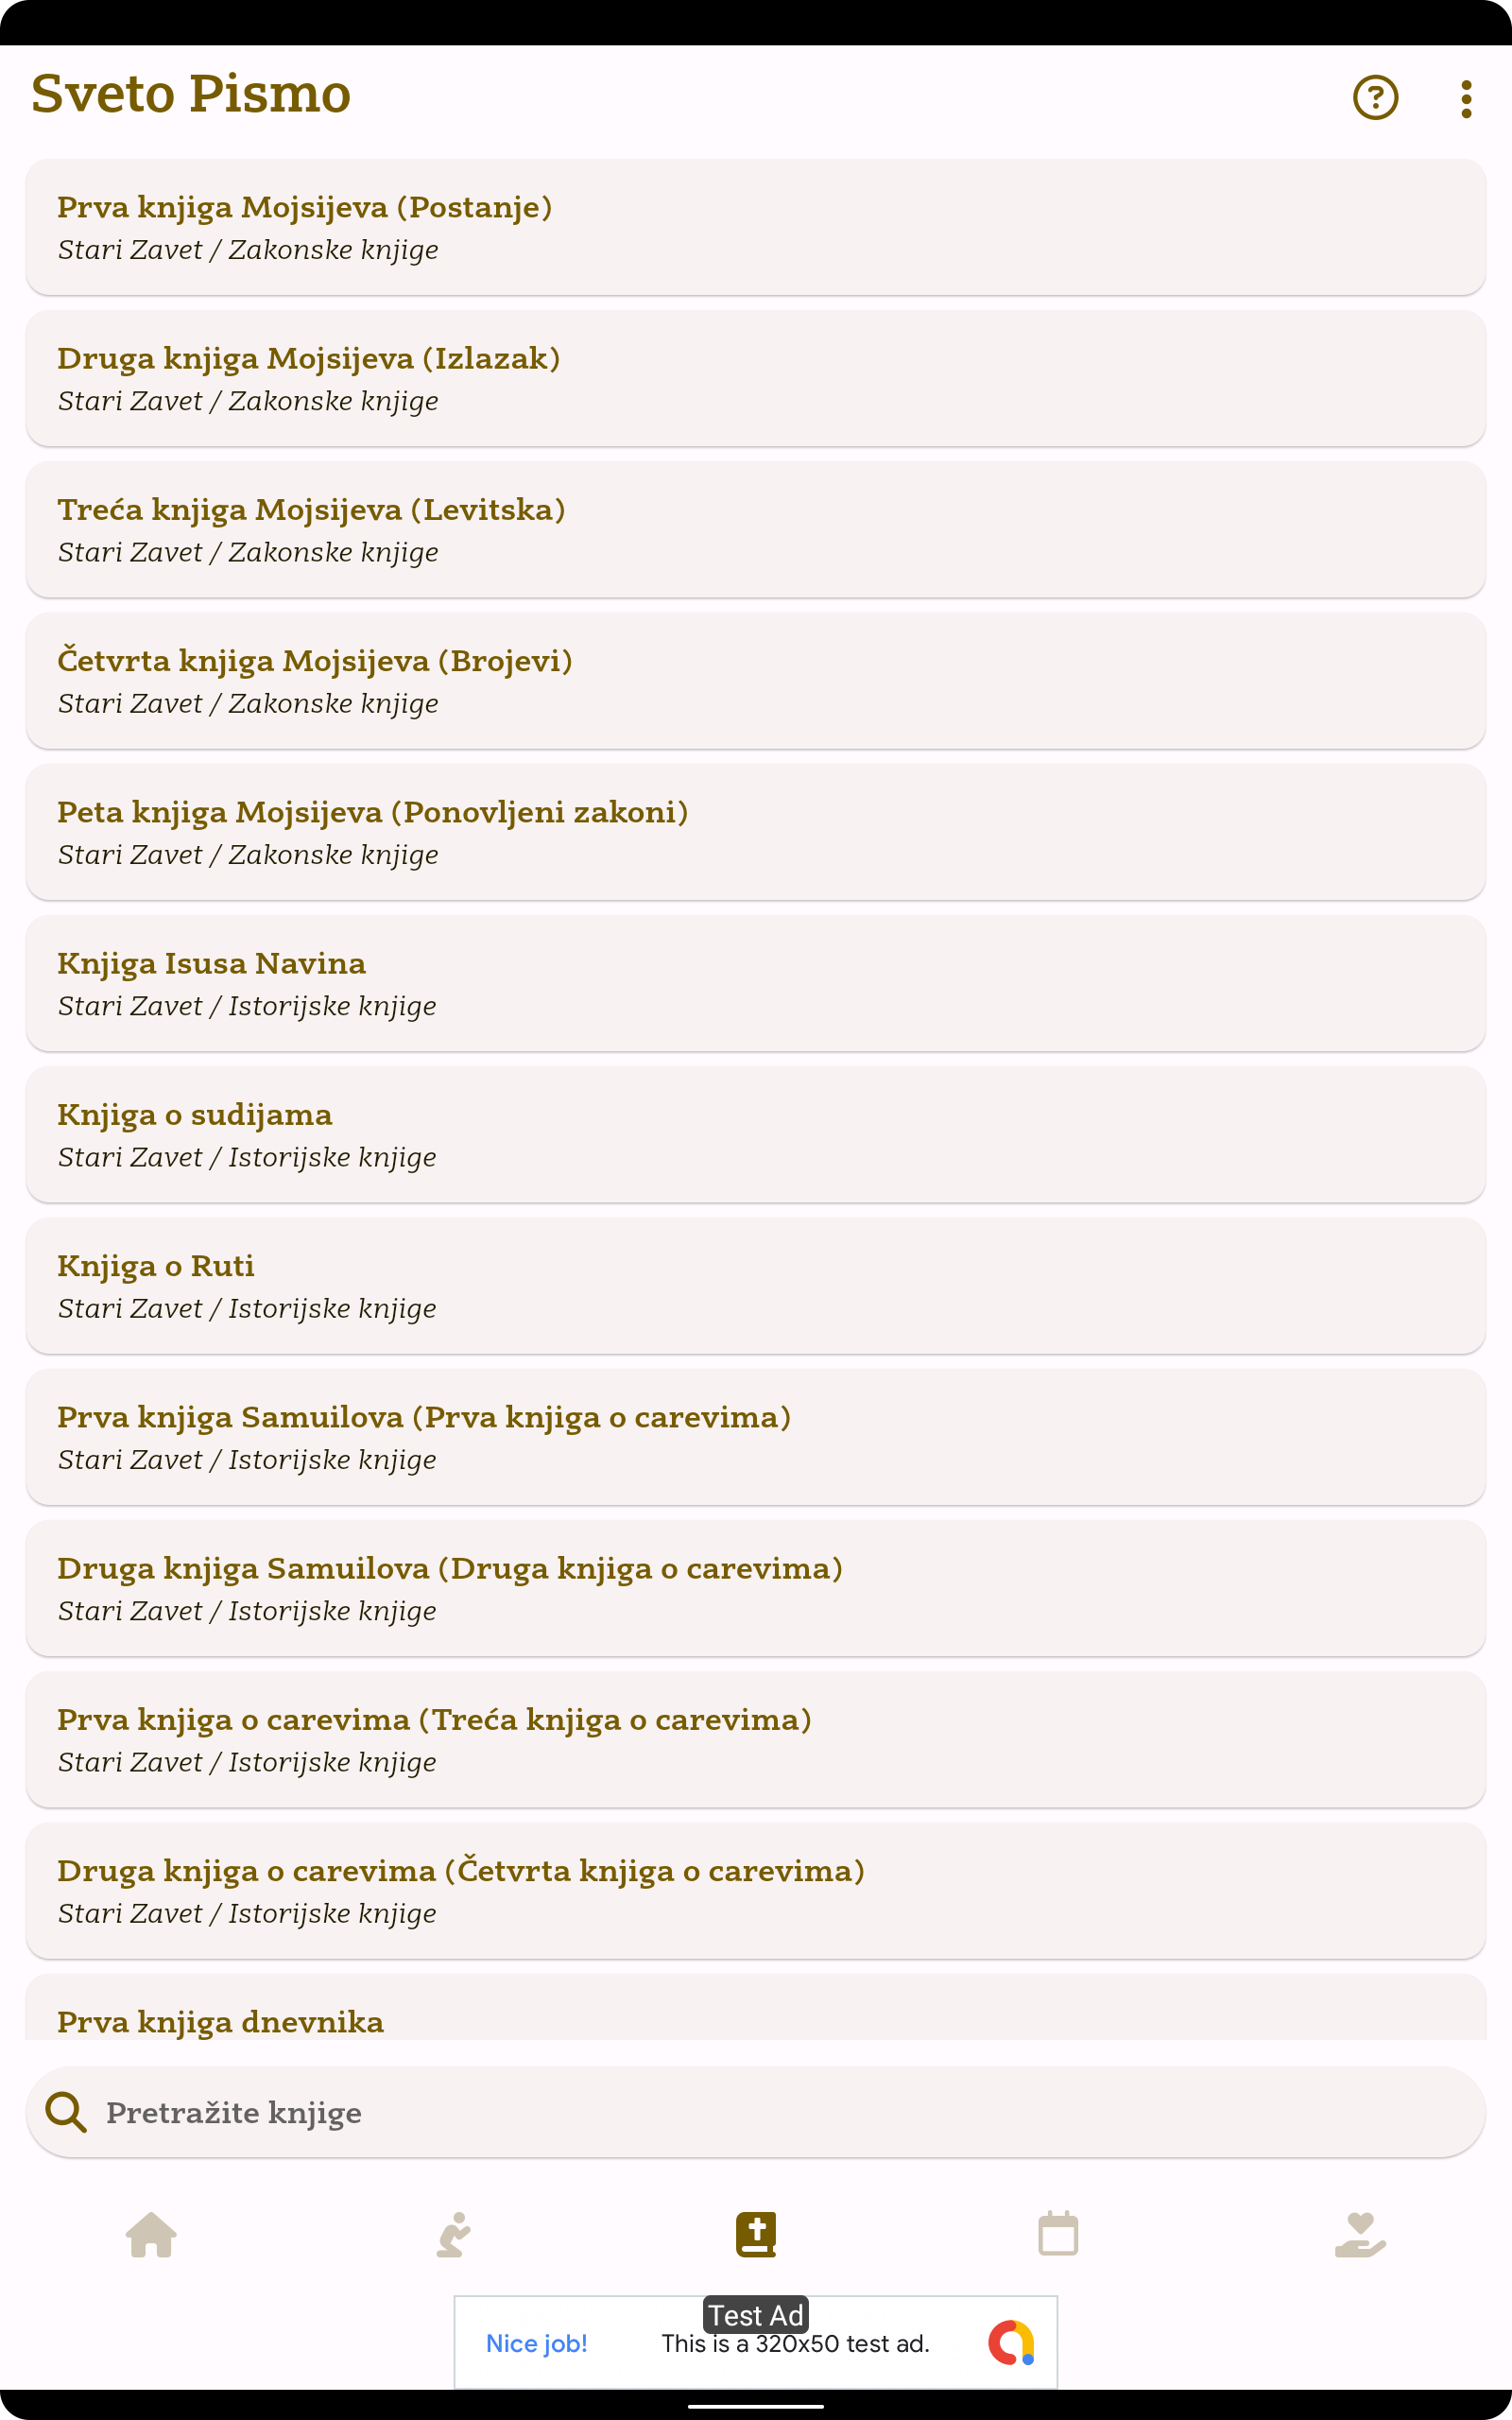 Sveto Pismo
Prva knjiga Mojsijeva (Postanje)
Stari Zavet / Zakonske knjige
Druga knjiga Mojsijeva (Izlazak)
Stari Zavet / Zakonske knjige
Treća knjiga Mojsijeva (Levitska)
Stari Zavet / Zakonske knjige
Četvrta knjiga Mojsijeva (Brojevi)
Stari Zavet / Zakonske knjige
Peta knjiga Mojsijeva (Ponovljeni zakoni)
Stari Zavet / Zakonske knjige
Knjiga Isusa Navina
Stari Zavet / Istorijske knjige
Knjiga o sudijama
Stari Zavet / Istorijske knjige
Knjiga o Ruti
Stari Zavet / Istorijske knjige
Prva knjiga Samuilova (Prva knjiga o carevima)
Stari Zavet / Istorijske knjige
Druga knjiga Samuilova (Druga knjiga o carevima)
Stari Zavet / Istorijske knjige
Prva knjiga o carevima (Treća knjiga o carevima)
Stari Zavet / Istorijske knjige
Druga knjiga o carevima (Četvrta knjiga o carevima)
Stari Zavet / Istorijske knjige
Prva knjiga dnevnika
Pretražite knjige
Test Ad
Nice job! This is a 320x50 test ad.